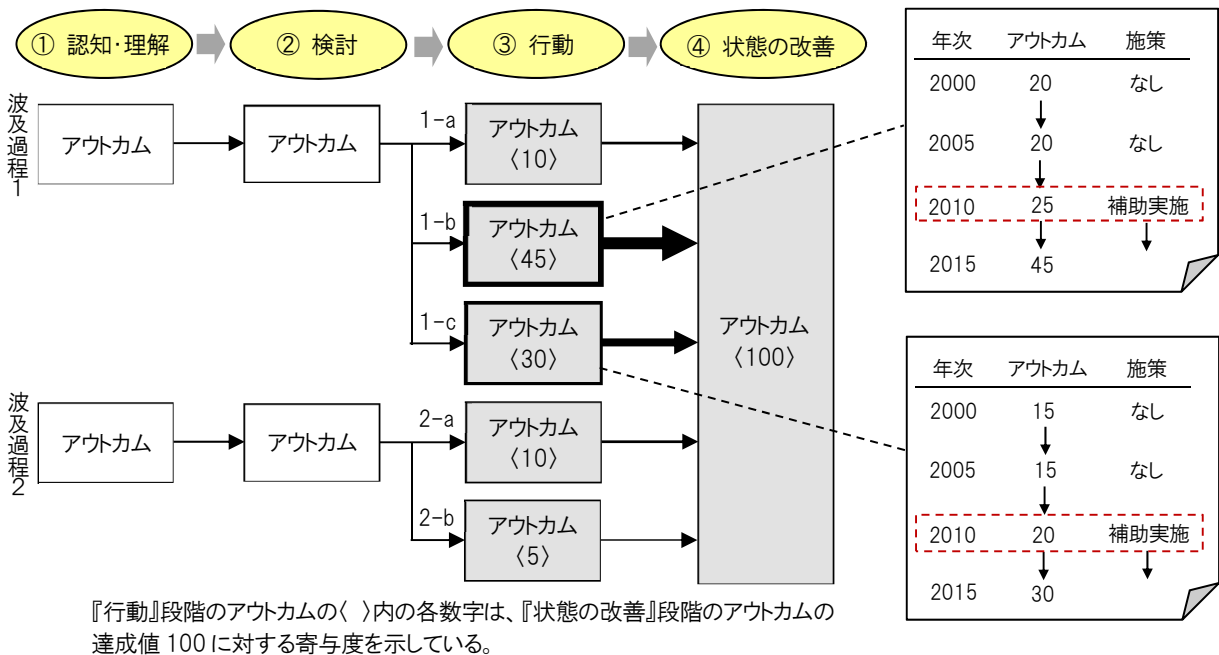 ① 認知・理解
② 検討
③ 行動
④ 状態の改善
波及過程1
アウトカム
アウトカム
1-a
アウトカム
〈10〉
1-b
アウトカム
〈45〉
1-c
アウトカム
〈30〉
アウトカム
〈100〉
波及過程2
アウトカム
アウトカム
2-a
アウトカム
〈10〉
2-b
アウトカム
〈5〉
年次 アウトカム 施策
2000 20 なし
2005 20 なし
2010 25 補助実施
2015 45
年次 アウトカム 施策
2000 15 なし
2005 15 なし
2010 20 補助実施
2015 30
『行動』段階のアウトカムの〈 〉内の各数字は、『状態の改善』段階のアウトカムの
達成値 100 に対する寄与度を示している。